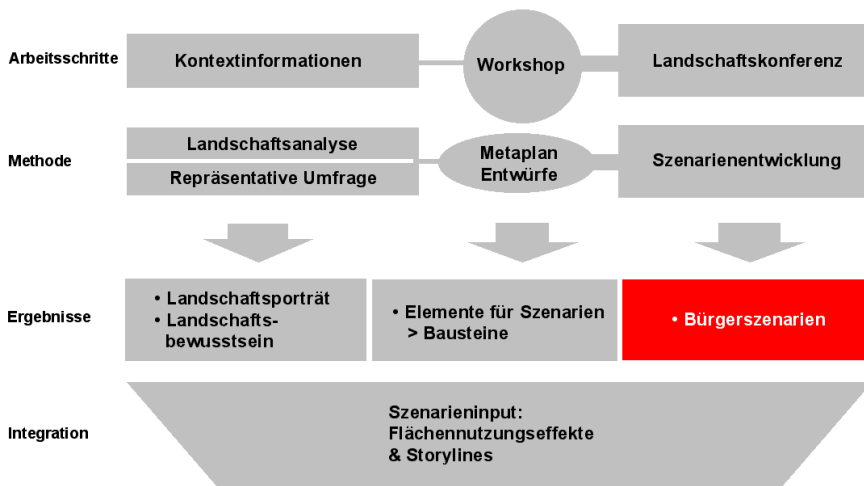 Arbeitsschritte
Kontextinformationen
Workshop
Landschaftskonferenz
Methode
Landschaftsanalyse
Repräsentative Umfrage
Metaplan
Entwürfe
Szenarienentwicklung
Ergebnisse
• Landschaftsporträt
• Landschafts-
bewusstsein
• Elemente für Szenarien
> Bausteine
• Bürgerszenarien
Integration
Szenarieninput:
Flächennutzungseffekte
& Storylines